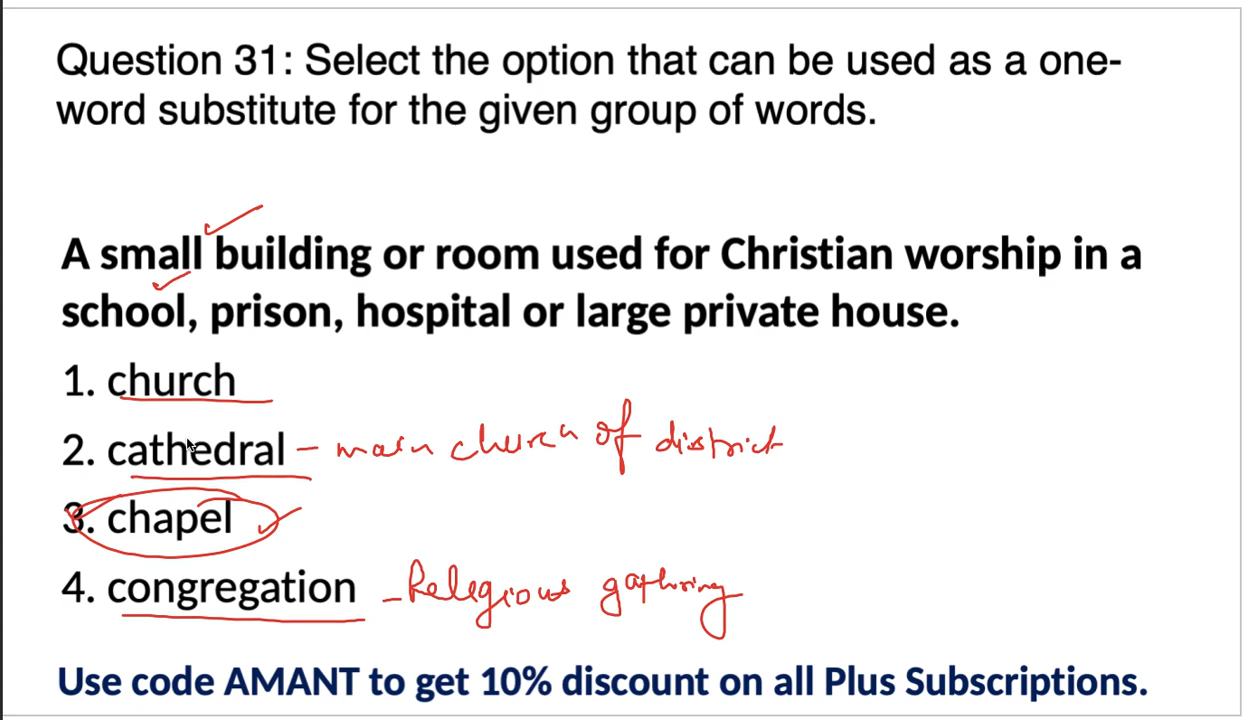 Question 31: Select the option that can be used as a one-
word substitute for the given group of words.
A small building or room used for Christian worship in a
school, prison, hospital or large private house.
1. church
2. cathedral – main church of district
3. chapel
4. congregation – Relegious gathring
Use code AMANT to get 10% discount on all Plus Subscriptions.